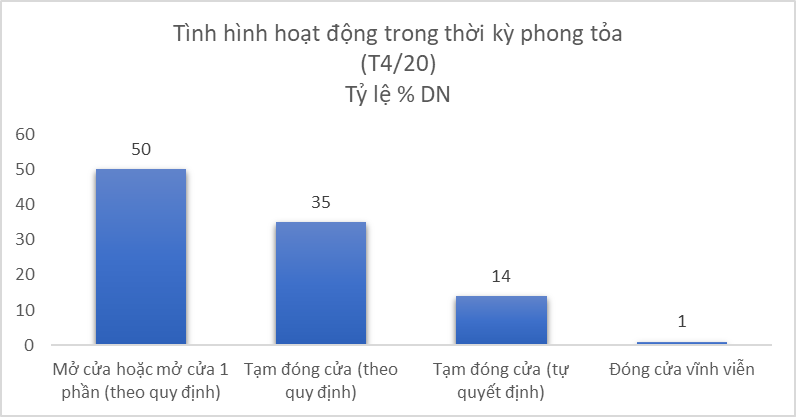 Tình hình hoạt động trong thời kỳ phong tỏa
(T4/20)
Tỷ lệ % DN
60
50
40
30
20
10
0
50
35
14
1
Mở cửa hoặc mở cửa 1
phần (theo quy định)
Tạm đóng cửa (theo
quy định)
Tạm đóng cửa (tự
quyết định)
Đóng cửa vĩnh viễn